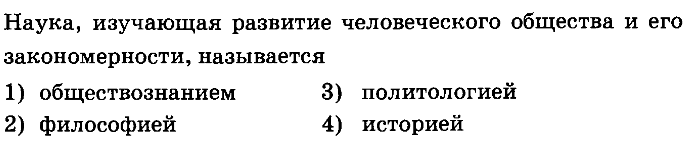 Наука, изучающая развитие человеческого общества и его
закономерности, называется
1) обществознанием 3) политологией
2) философией 4) историей